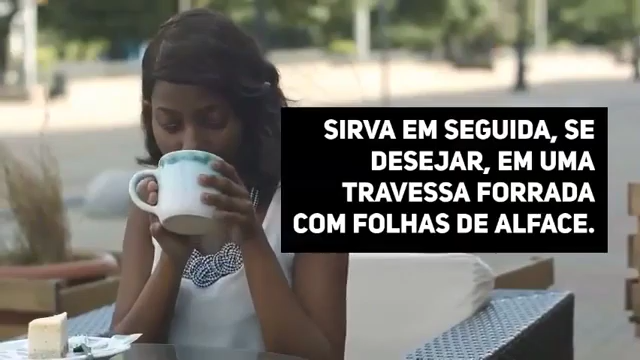 SIRVA EM SEGUIDA, SE
DESEJAR, EM UMA
TRAVESSA FORRADA
COM FOLHAS DE ALFACE.